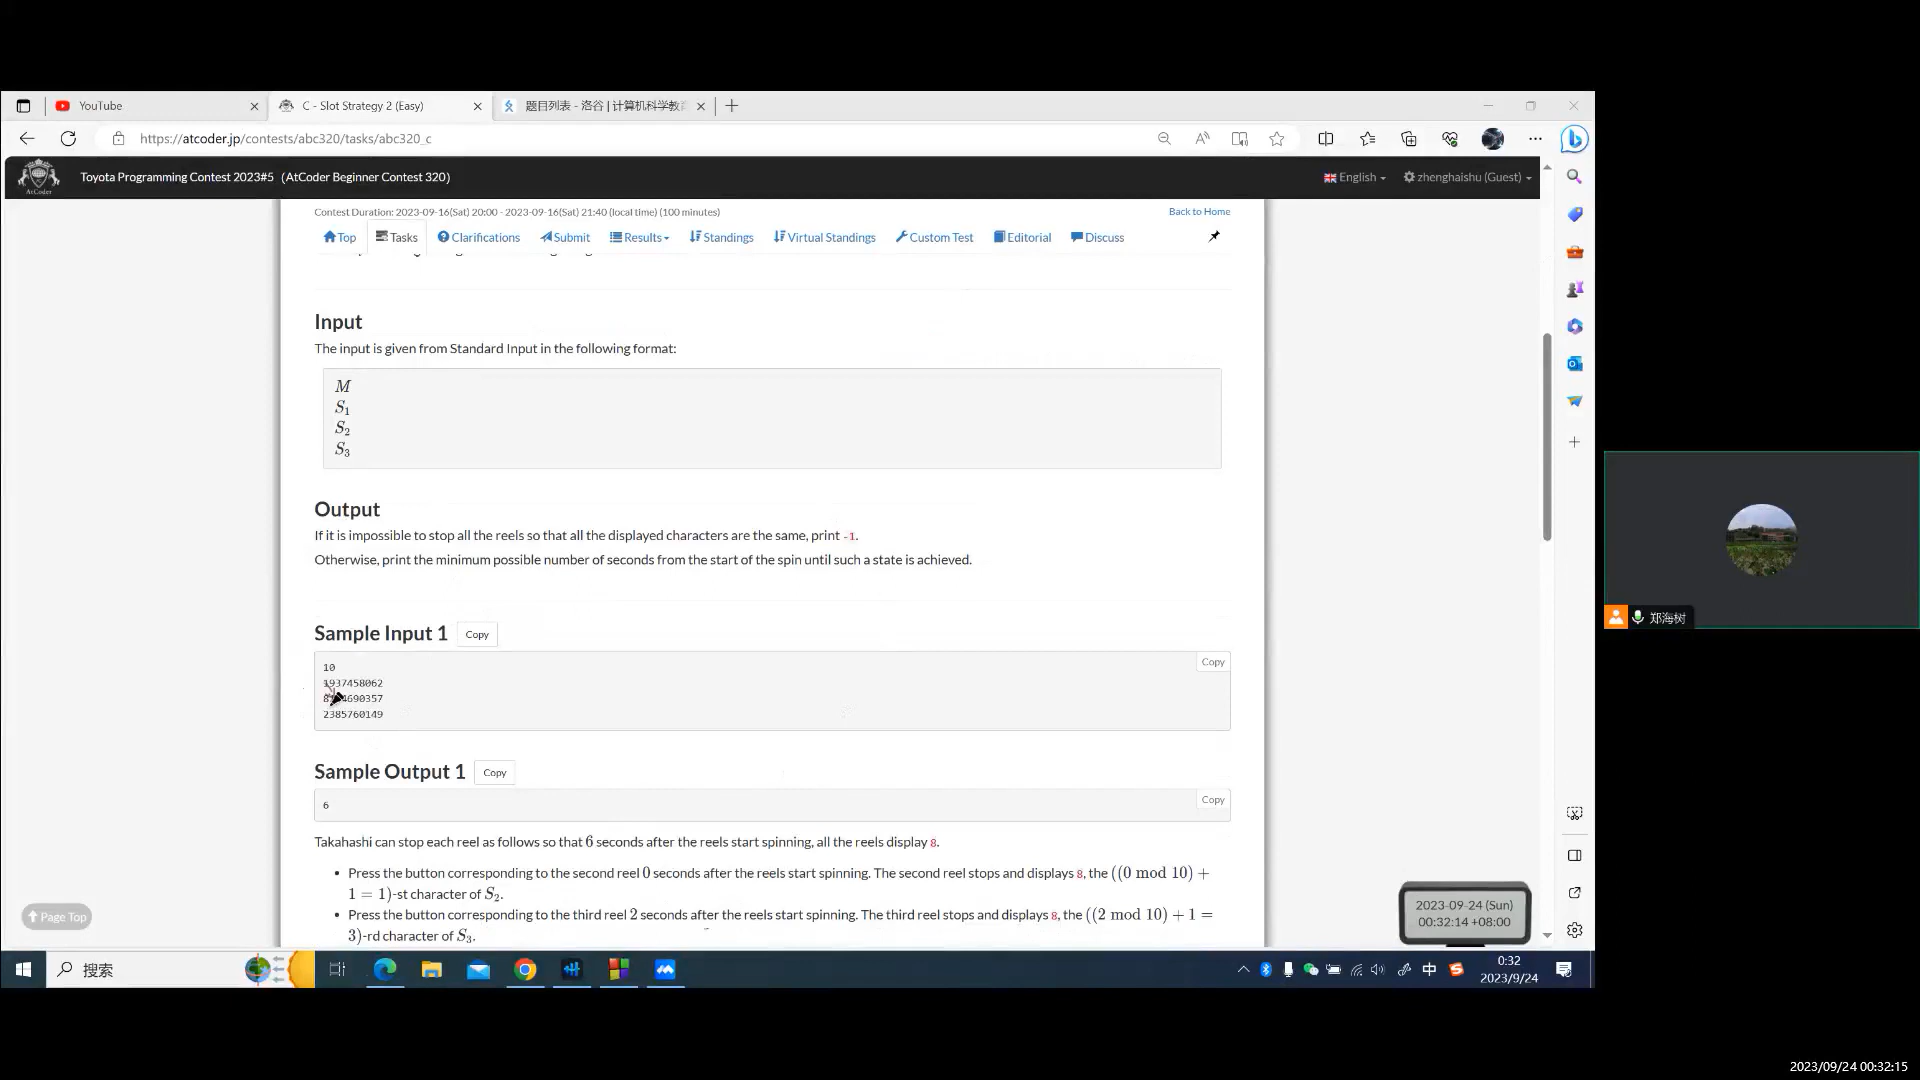 YouTube
C - Slot Strategy 2 (Easy)
题目列表 - 洛谷 | 计算机科学教育
https://atcoder.jp/contests/abc320/tasks/abc320_c
AtCoder
Toyota Programming Contest 2023#5 (AtCoder Beginner Contest 320)
English
zhenghaishu (Guest)
Contest Duration: 2023-09-16(Sat) 20:00 - 2023-09-16(Sat) 21:40 (local time) (100 minutes)
Back to Home
Top
Tasks
Clarifications
Submit
Results
Standings
Virtual Standings
Custom Test
Editorial
Discuss
Input
The input is given from Standard Input in the following format:
M
S1
S2
S3
Output
If it is impossible to stop all the reels so that all the displayed characters are the same, print -1.
Otherwise, print the minimum possible number of seconds from the start of the spin until such a state is achieved.
Sample Input 1
Copy
Copy
10
1937458062
4690357
2385760149
Sample Output 1
Copy
Copy
6
Takahashi can stop each reel as follows so that 6 seconds after the reels start spinning, all the reels display 8.
• Press the button corresponding to the second reel 0 seconds after the reels start spinning. The second reel stops and displays 8, the ((0 mod 10) +
1 = 1)-st character of S2.
• Press the button corresponding to the third reel 2 seconds after the reels start spinning. The third reel stops and displays 8, the ((2 mod 10) + 1 =
3)-rd character of S3.
Page Top
2023-09-24 (Sun)
00:32:14 +08:00
郑海树
搜索
中
0:32
2023/9/24
2023/09/24 00:32:15